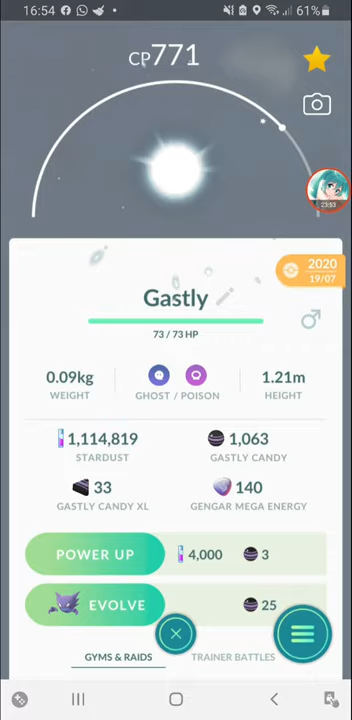 16:54
61%
CP771
23:53
2020
19/07
Gastly
73 / 73 HP
0.09kg
WEIGHT
GHOST / POISON
1.21m
HEIGHT
1,114,819
STARDUST
1,063
GASTLY CANDY
33
GASTLY CANDY XL
140
GENGAR MEGA ENERGY
POWER UP
4,000
3
EVOLVE
25
GYMS & RAIDS
TRAINER BATTLES